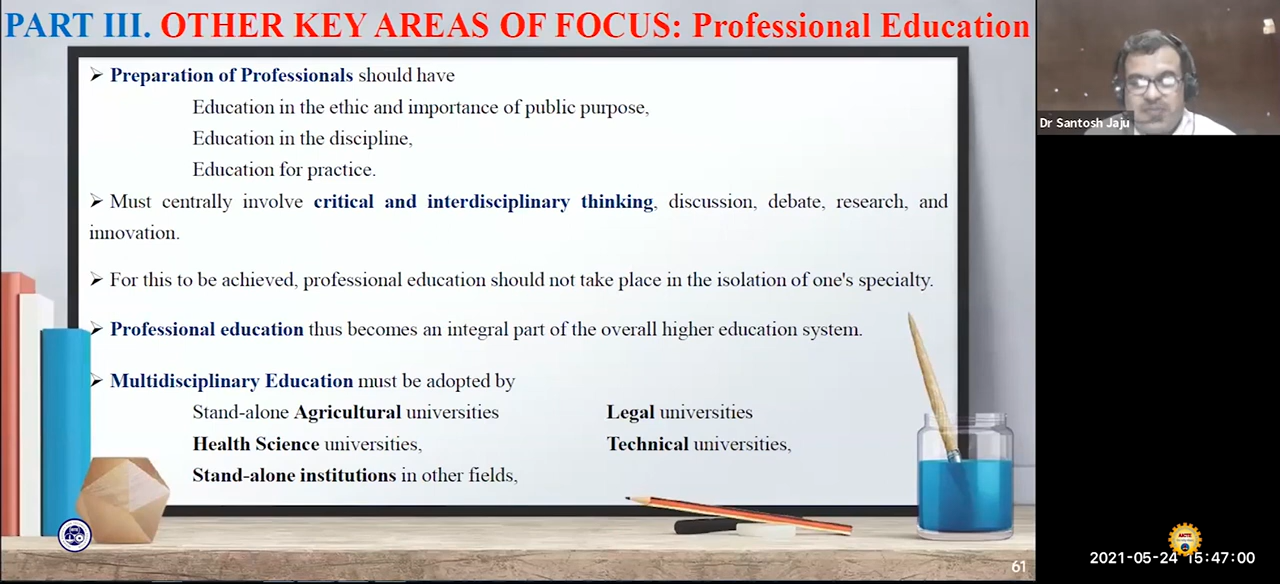 PART III. OTHER KEY AREAS OF FOCUS: Professional Education
➢ Preparation of Professionals should have
Education in the ethic and importance of public purpose,
Education in the discipline,
Education for practice.
➢ Must centrally involve critical and interdisciplinary thinking, discussion, debate, research, and
innovation.
➢ For this to be achieved, professional education should not take place in the isolation of one's specialty.
➢ Professional education thus becomes an integral part of the overall higher education system.
➢ Multidisciplinary Education must be adopted by
Stand-alone Agricultural universities Legal universities
Health Science universities, Technical universities,
Stand-alone institutions in other fields,
61
Dr Santosh Jaju
AICTE
2021-05-24 15:47:00